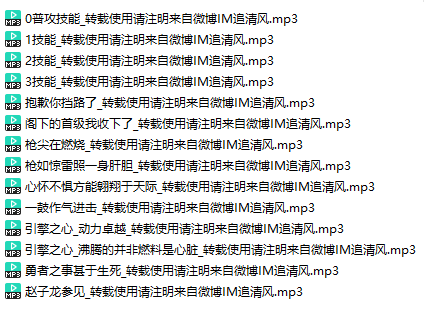 MP3 0普攻技能_转载使用请注明来自微博IM追清风.mp3
MP3 1技能_转载使用请注明来自微博IM追清风.mp3
MP3 2技能_转载使用请注明来自微博IM追清风.mp3
MP3 3技能_转载使用请注明来自微博IM追清风.mp3
MP3 抱歉你挡路了_转载使用请注明来自微博IM追清风.mp3
MP3 阁下的首级我收下了_转载使用请注明来自微博IM追清风.mp3
MP3 枪尖在燃烧_转载使用请注明来自微博IM追清风.mp3
MP3 枪如惊雷照一身肝胆_转载使用请注明来自微博IM追清风.mp3
MP3 心怀不惧方能翱翔于天际_转载使用请注明来自微博IM追清风.mp3
MP3 一鼓作气进击_转载使用请注明来自微博IM追清风.mp3
MP3 引擎之心_动力卓越_转载使用请注明来自微博IM追清风.mp3
MP3 引擎之心_沸腾的并非燃料是心脏_转载使用请注明来自微博IM追清风.mp3
MP3 勇者之事甚于生死_转载使用请注明来自微博IM追清风.mp3
MP3 赵子龙参见_转载使用请注明来自微博IM追清风.mp3